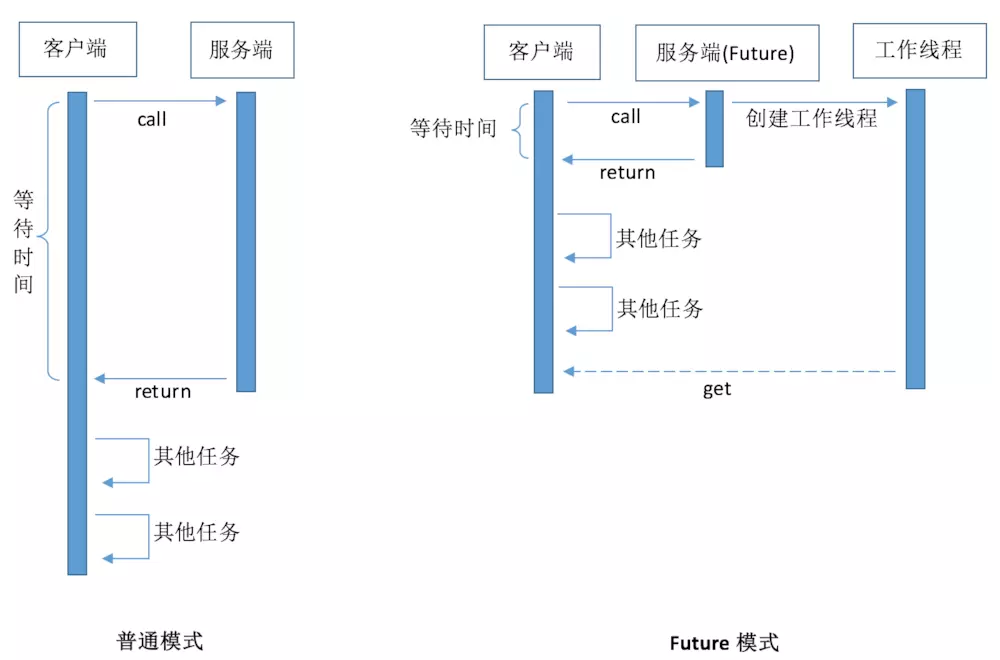 客户端
服务端
call
等待时间
return
其他任务
其他任务
普通模式
客户端
服务端(Future)
工作线程
call
创建工作线程
等待时间
return
其他任务
其他任务
get
Future 模式